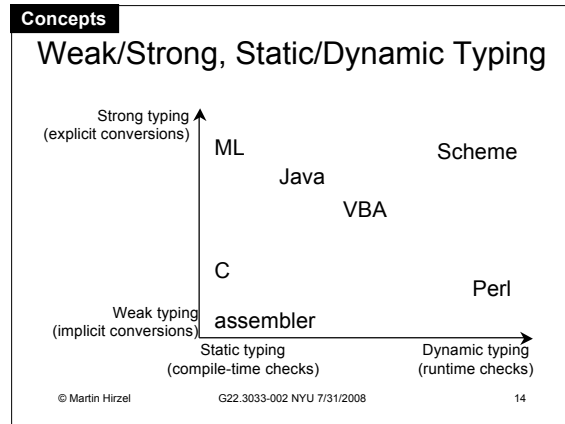 Concepts
Weak/Strong, Static/Dynamic Typing
Strong typing
(explicit conversions)
ML
Scheme
Java
VBA
C
Perl
Weak typing
(implicit conversions)
assembler
Static typing
(compile-time checks)
Dynamic typing
(runtime checks)
© Martin Hirzel
G22.3033-002 NYU 7/31/2008
14